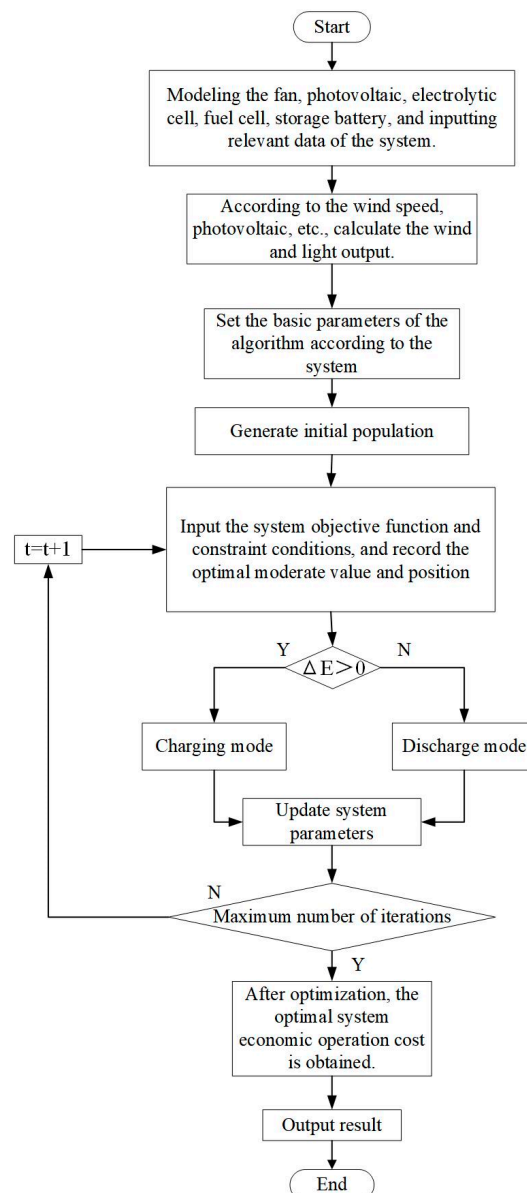 Start
Modeling the fan, photovoltaic, electrolytic
cell, fuel cell, storage battery, and inputting
relevant data of the system.
According to the wind speed,
photovoltaic, etc., calculate the wind
and light output.
Set the basic parameters of the
algorithm according to the
system
Generate initial population
t=t+1
Input the system objective function and
constraint conditions, and record the
optimal moderate value and position
Y
N
ΔE＞0
Charging mode
Discharge mode
Update system
parameters
N
Maximum number of iterations
Y
After optimization, the
optimal system
economic operation cost
is obtained.
Output result
End